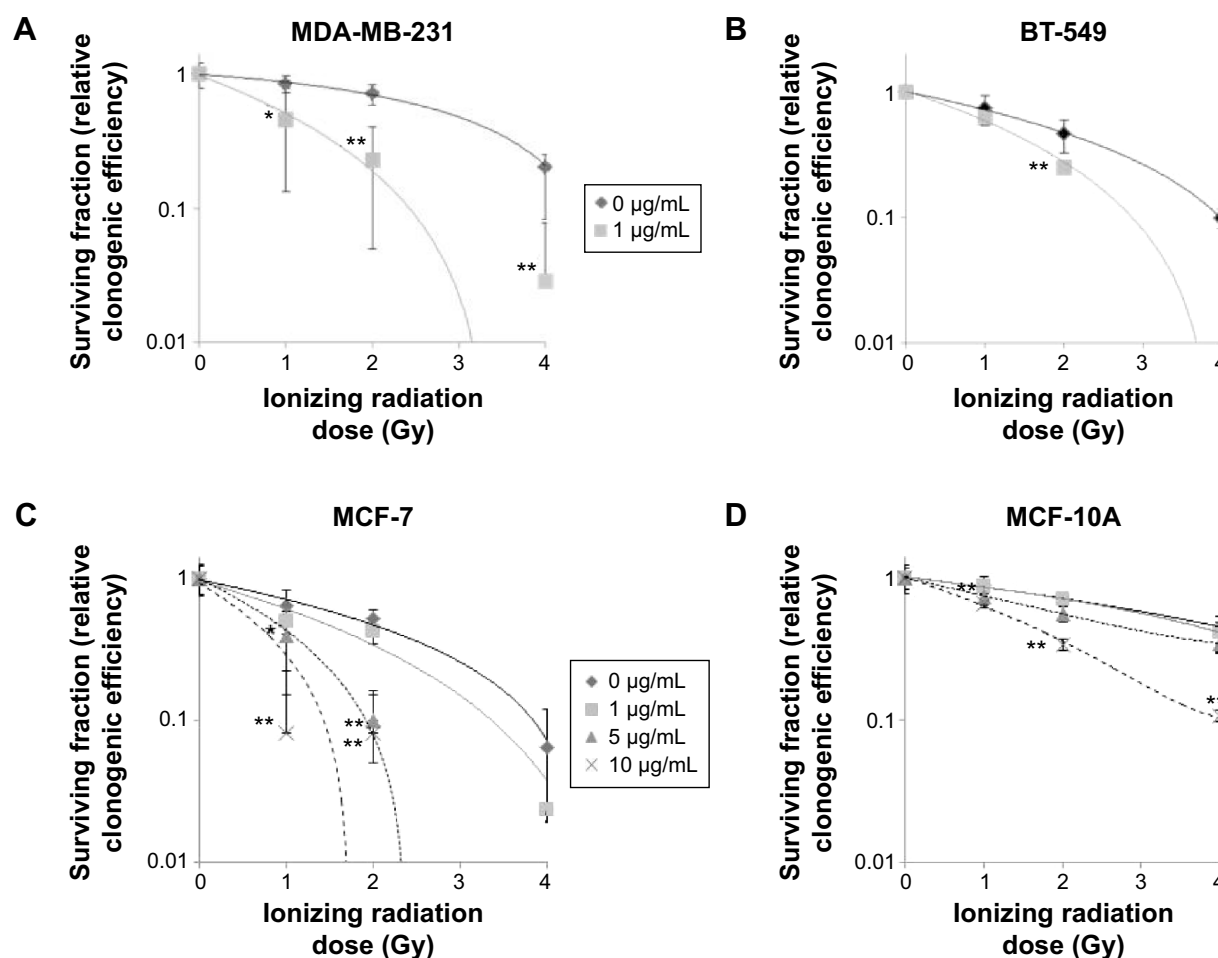 A
MDA-MB-231
Surviving fraction (relative
clonogenic efficiency)
1
0.1
0.01
*
**
**
0
1
2
3
4
Ionizing radiation
dose (Gy)
0 µg/mL
1 µg/mL
B
BT-549
Surviving fraction (relative
clonogenic efficiency)
1
0.1
0.01
**
0
1
2
3
4
Ionizing radiation
dose (Gy)
C
MCF-7
Surviving fraction (relative
clonogenic efficiency)
1
0.1
0.01
*
**
**
**
0
1
2
3
4
Ionizing radiation
dose (Gy)
0 µg/mL
1 µg/mL
5 µg/mL
10 µg/mL
D
MCF-10A
Surviving fraction (relative
clonogenic efficiency)
1
0.1
0.01
**
**
**
0
1
2
3
4
Ionizing radiation
dose (Gy)